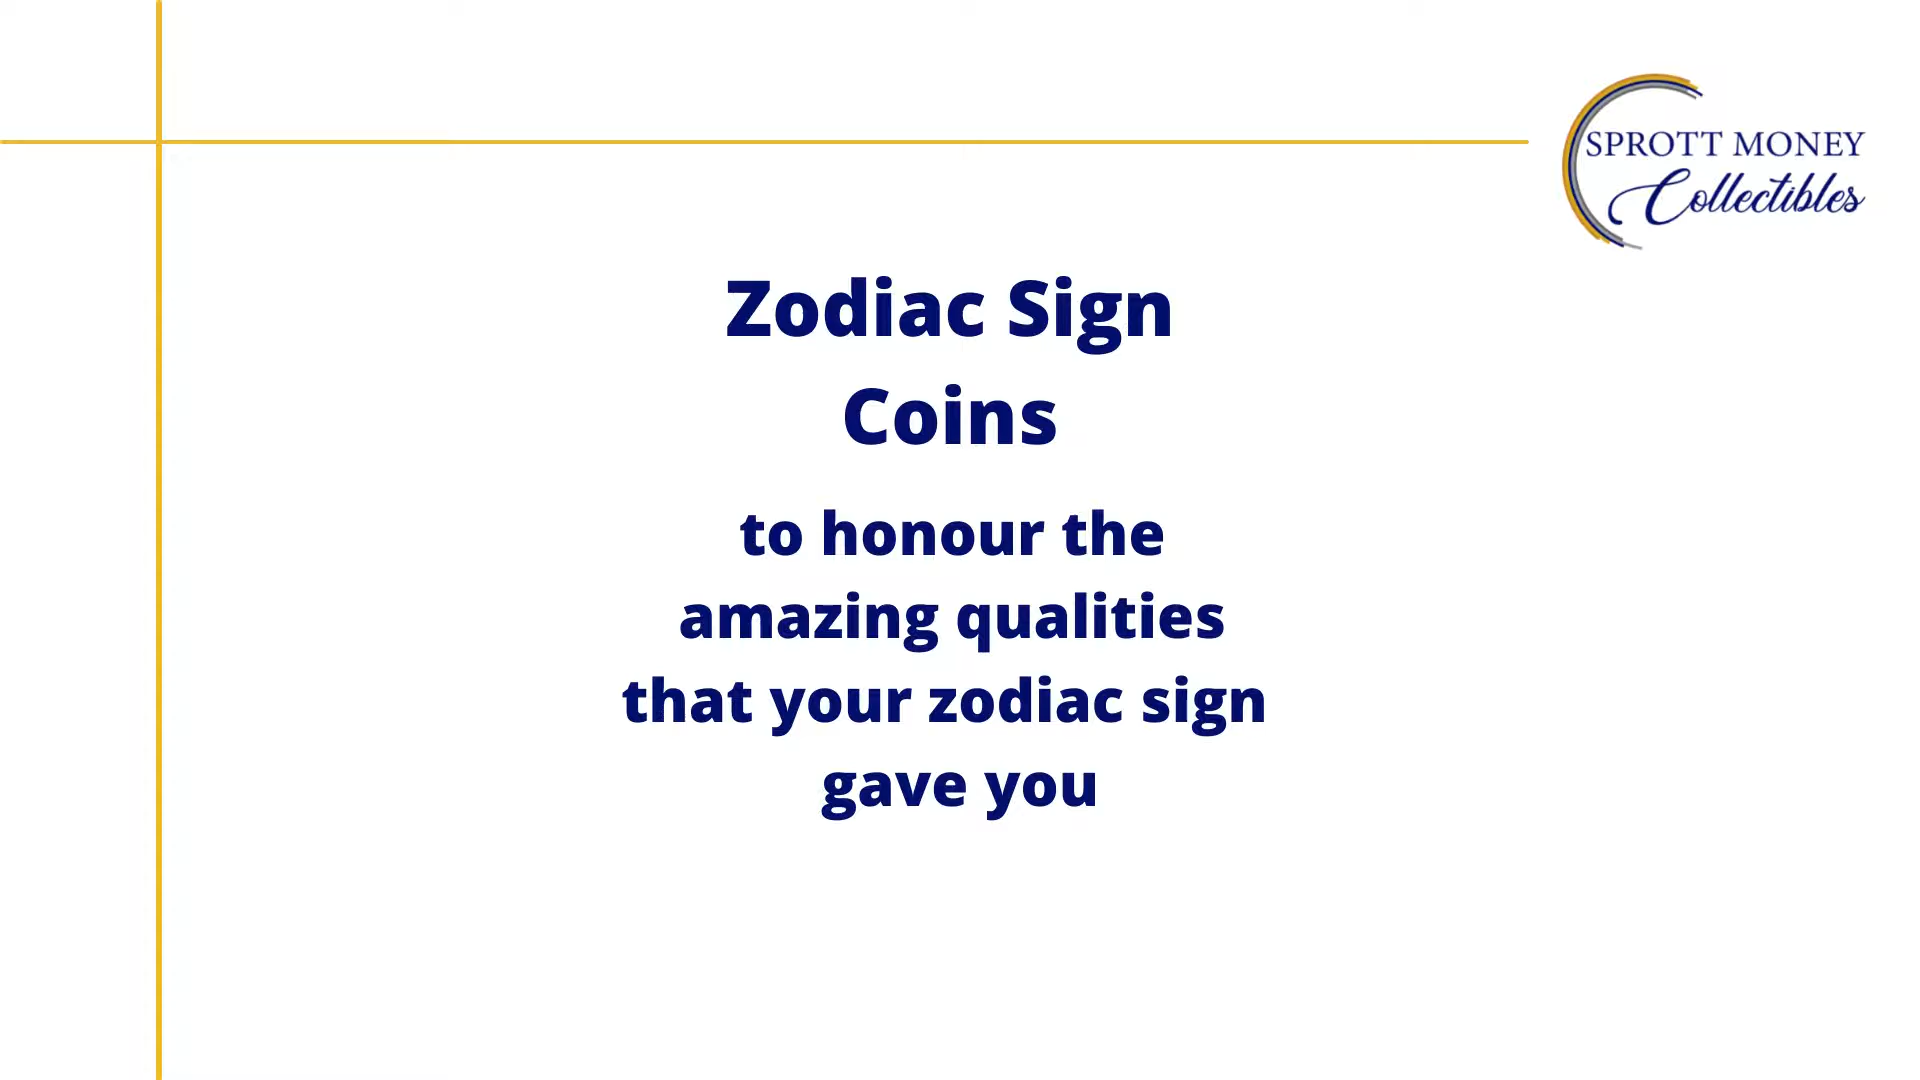 SPROTT MONEY
Collectibles
Zodiac Sign
Coins
to honour the
amazing qualities
that your zodiac sign
gave you